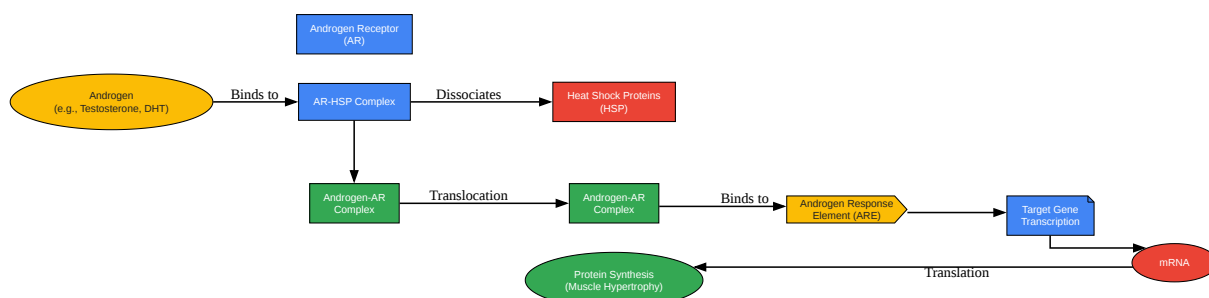 Androgen Receptor
(AR)
Androgen
(e.g., Testosterone, DHT)
Binds to
AR-HSP Complex
Dissociates
Heat Shock Proteins
(HSP)
Androgen-AR
Complex
Translocation
Androgen-AR
Complex
Binds to
Androgen Response
Element (ARE)
Target Gene
Transcription
mRNA
Translation
Protein Synthesis
(Muscle Hypertrophy)